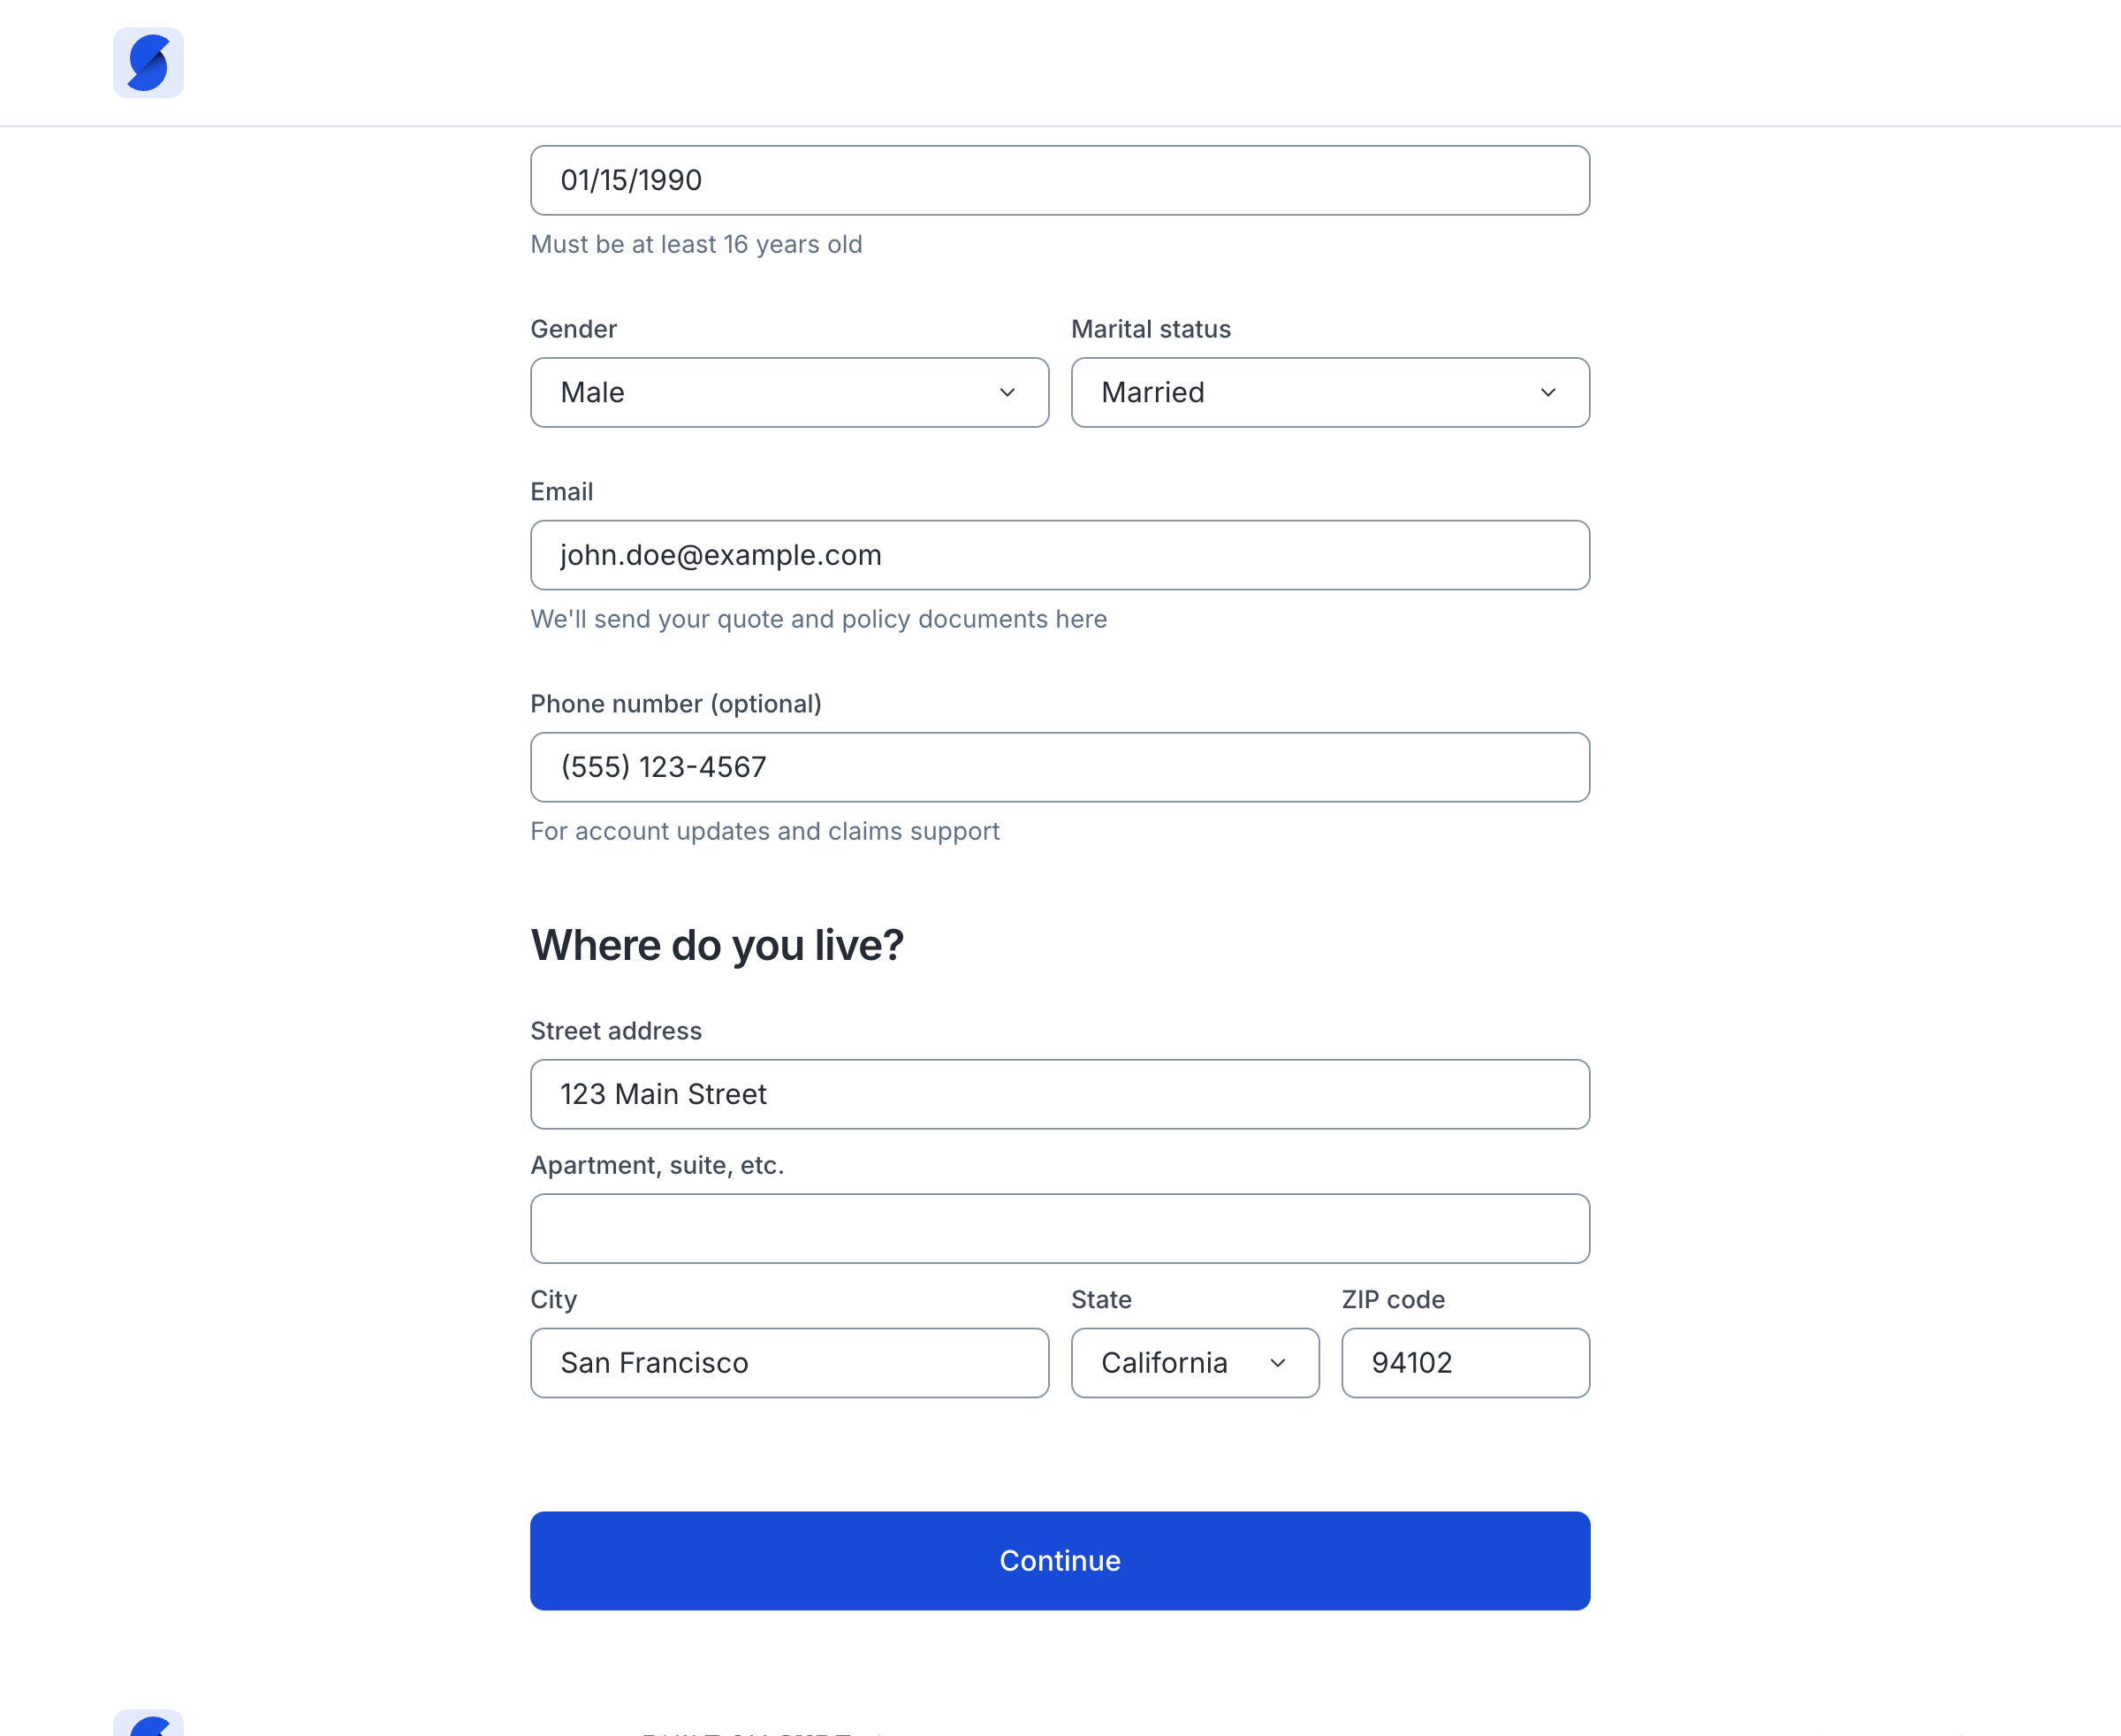 01/15/1990
Must be at least 16 years old
Gender
Marital status
Male
Married
Email
john.doe@example.com
We'll send your quote and policy documents here
Phone number (optional)
(555) 123-4567
For account updates and claims support
Where do you live?
Street address
123 Main Street
Apartment, suite, etc.
City
State
ZIP code
San Francisco
California
94102
Continue